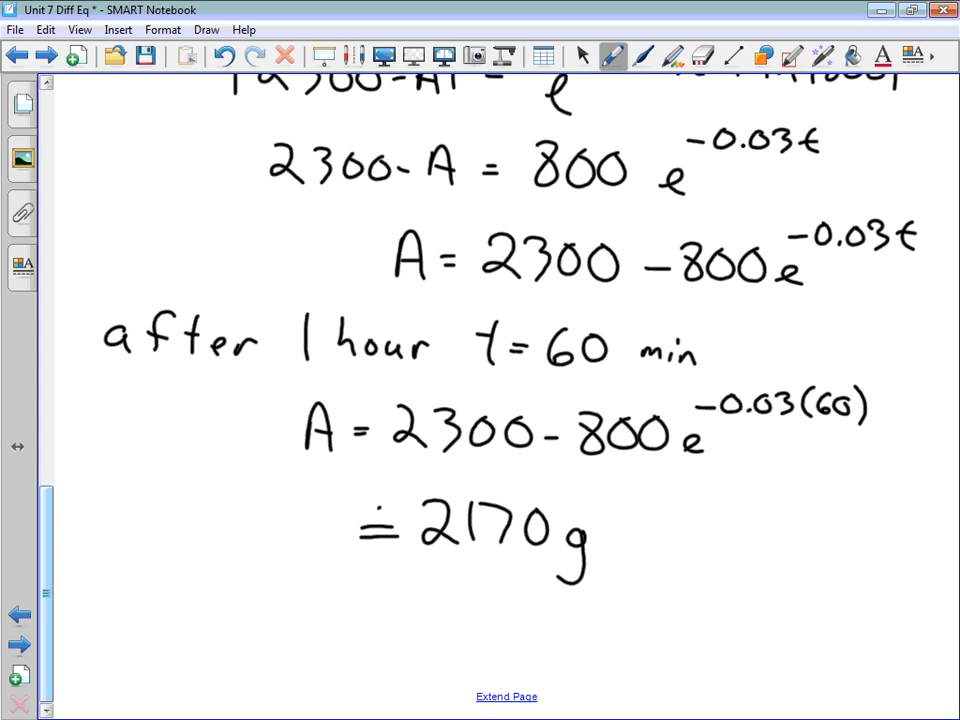 Unit 7 Diff Eq * - SMART Notebook
File Edit View Insert Format Draw Help
|2300-A| = e
2300-A = 800 e^-0.03t
A = 2300 - 800e^-0.03t
after 1 hour t = 60 min
A = 2300 - 800e^-0.03(60)
≐ 2170 g
Extend Page